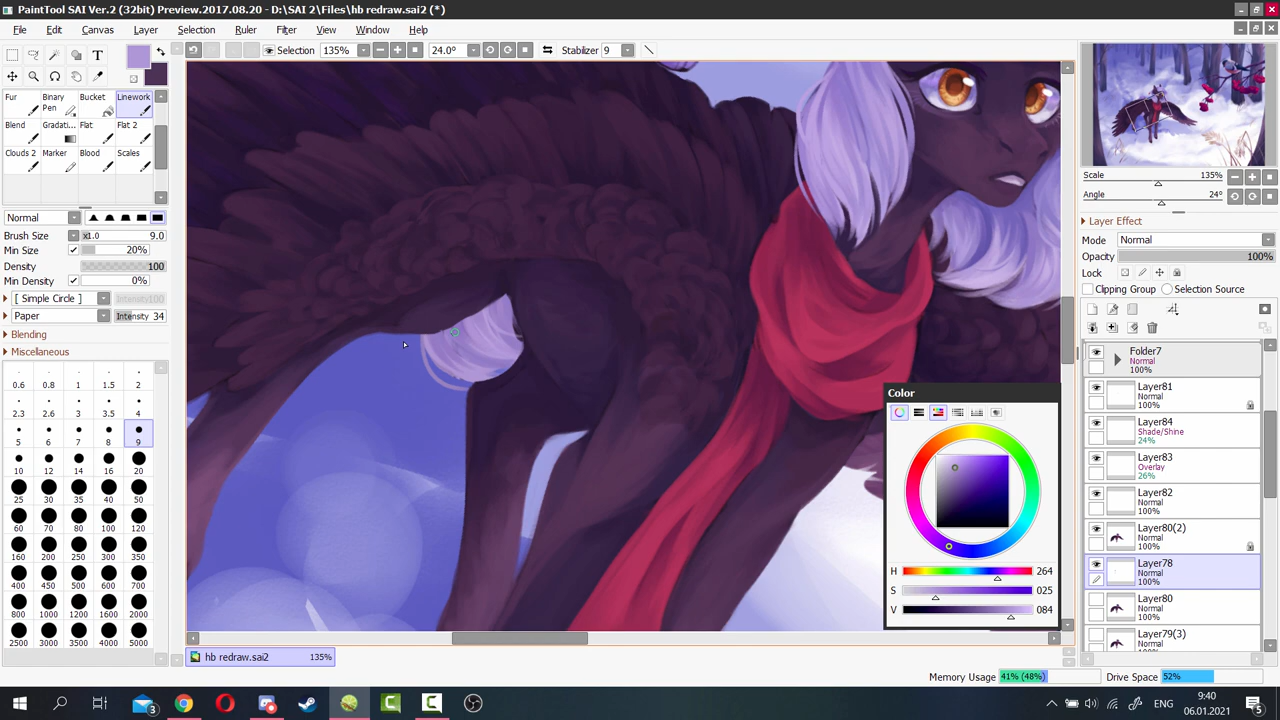 PaintTool SAI Ver.2 (32bit) Preview.2017.08.20 - D:\SAI 2\Files\hb redraw.sai2 (*)
File Edit Canvas Layer Selection Ruler Filter View Window Help
Selection 135% 24.0° Stabilizer 9
T
Fur Binary Pen Bucket Linework
Blend Gradati... Flat Flat 2
Clouds 2 Marker Blood Scales
Normal
Brush Size x1.0 9.0
Min Size 20%
Density 100
Min Density 0%
[ Simple Circle ] Intensity100
Paper Intensity 34
Blending
Miscellaneous
0.6 0.8 1 1.5 2
2.3 2.6 3 3.5 4
5 6 7 8 9
10 12 14 16 20
25 30 35 40 50
60 70 80 100 120
160 200 250 300 350
400 450 500 600 700
800 1000 1200 1600 2000
2500 3000 3500 4000 5000
Color
H 264
S 025
V 084
Scale 135%
Angle 24°
Layer Effect
Mode Normal
Opacity 100%
Lock
Clipping Group Selection Source
Folder7
Normal
100%
Layer81
Normal
100%
Layer84
Shade/Shine
24%
Layer83
Overlay
26%
Layer82
Normal
100%
Layer80(2)
Normal
100%
Layer78
Normal
100%
Layer80
Normal
100%
Layer79(3)
Normal
100%
hb redraw.sai2 135%
Memory Usage 41% (48%) Drive Space 52%
3
ENG
9:40
06.01.2021
5